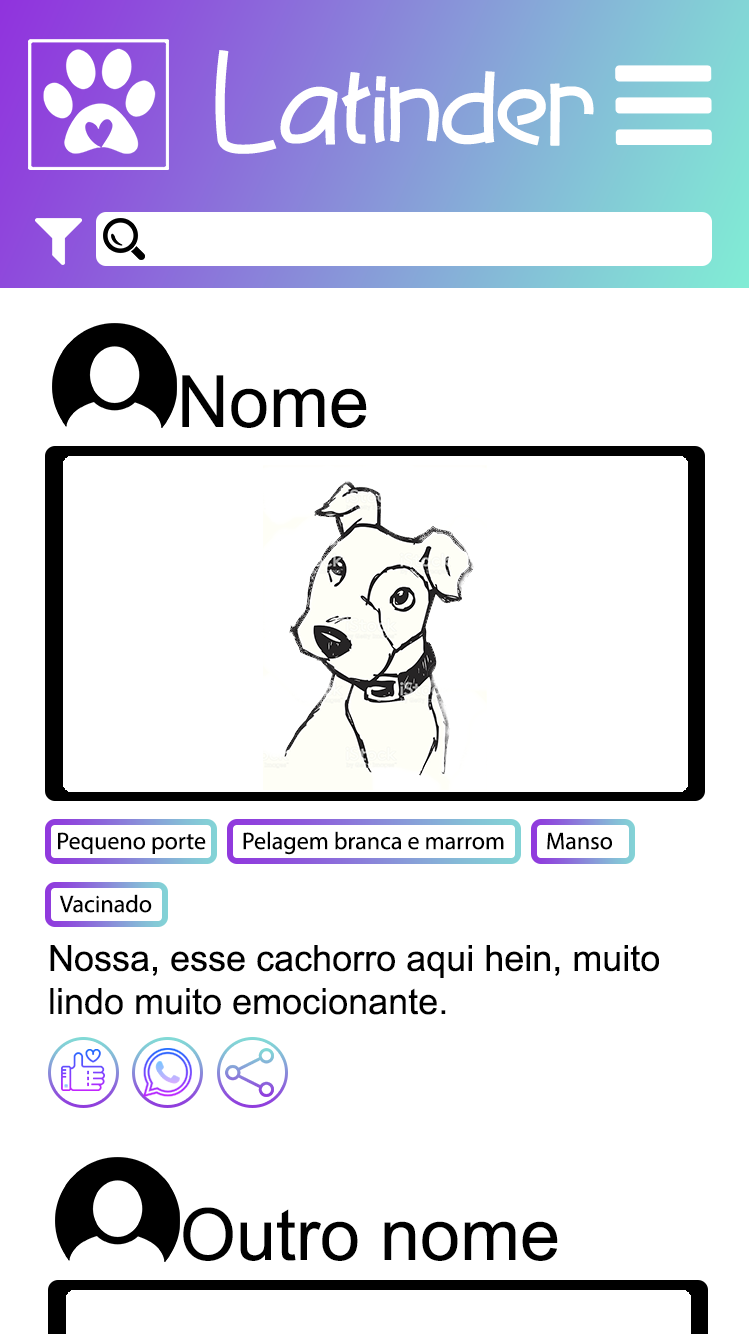 Latinder
Nome
Pequeno porte
Pelagem branca e marrom
Manso
Vacinado
Nossa, esse cachorro aqui hein, muito
lindo muito emocionante.
Outro nome